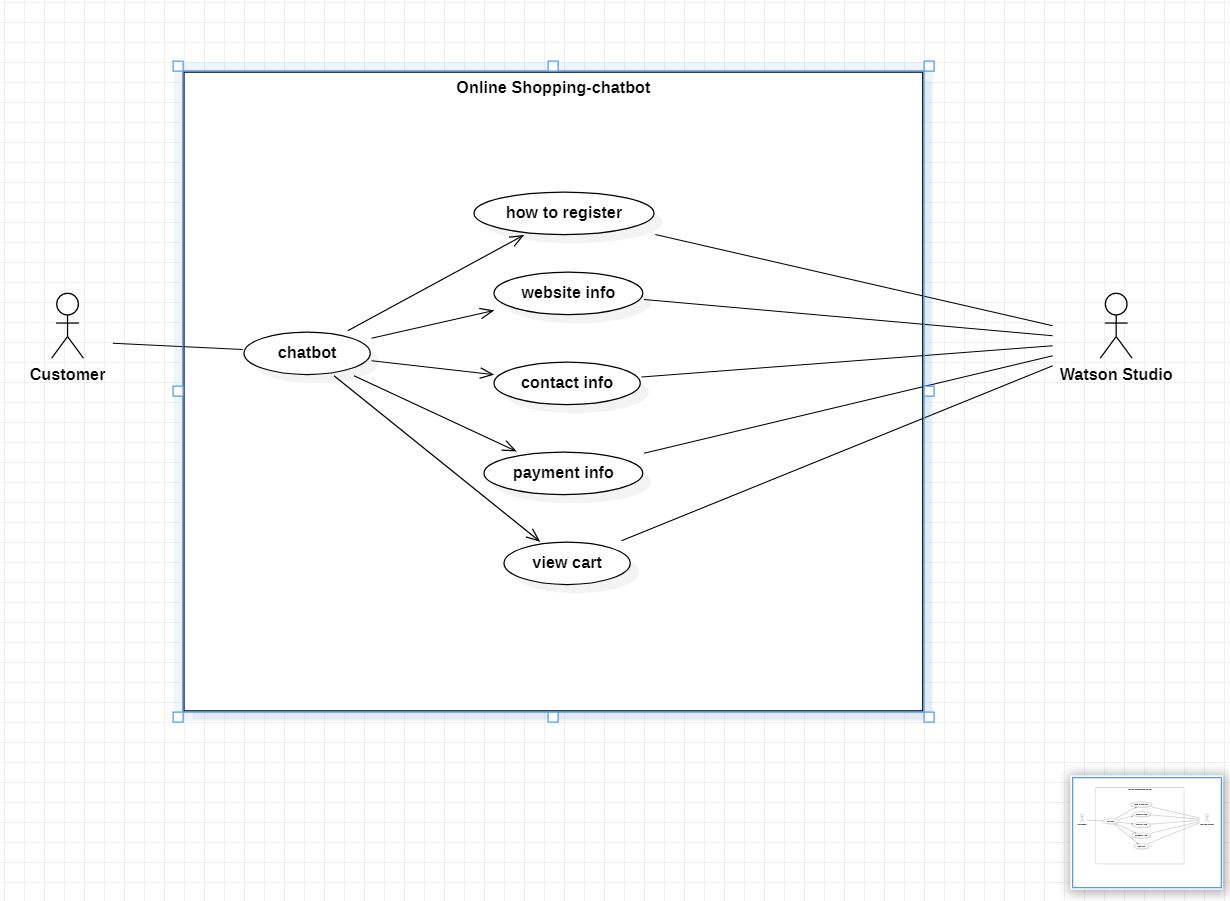 Online Shopping-chatbot
how to register
website info
Customer
chatbot
contact info
Watson Studio
payment info
view cart